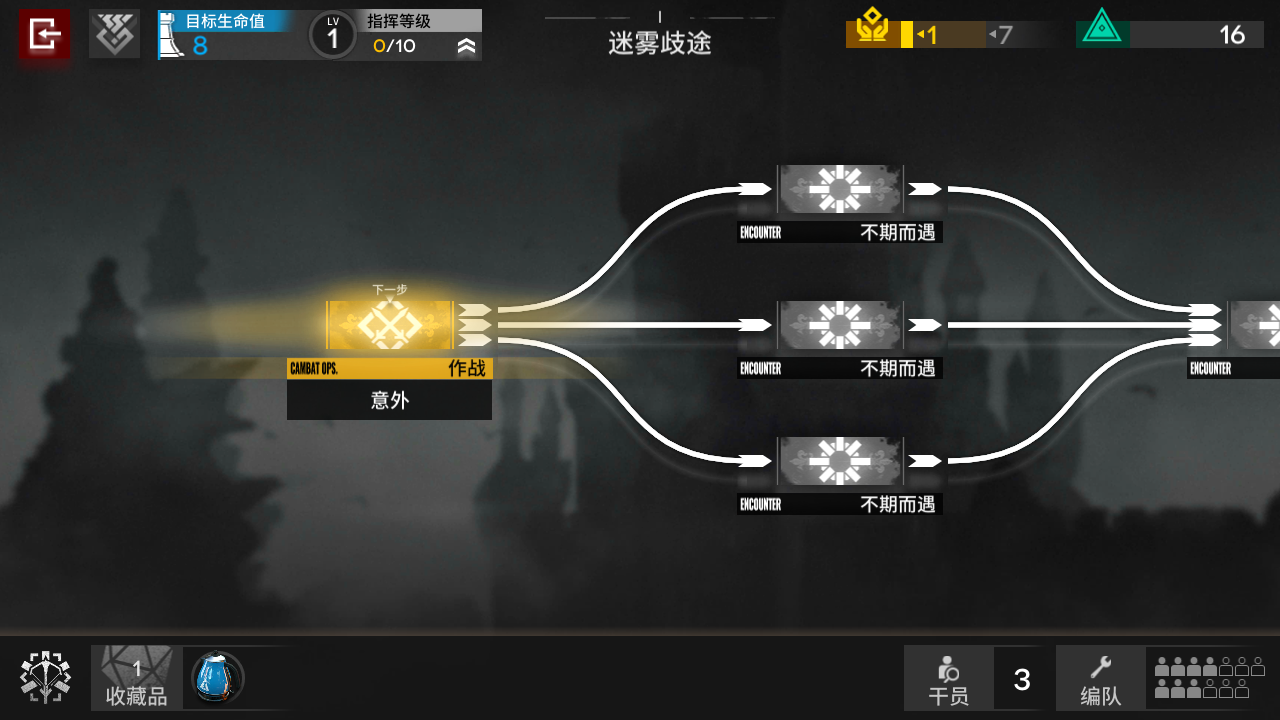 目标生命值
8
LV
1
指挥等级
0/10
迷雾歧途
1
7
16
ENCOUNTER 不期而遇
下一步
CAMBAT OPS. 作战
意外
ENCOUNTER 不期而遇
ENCOUNTER
ENCOUNTER 不期而遇
1
收藏品
干员
3
编队